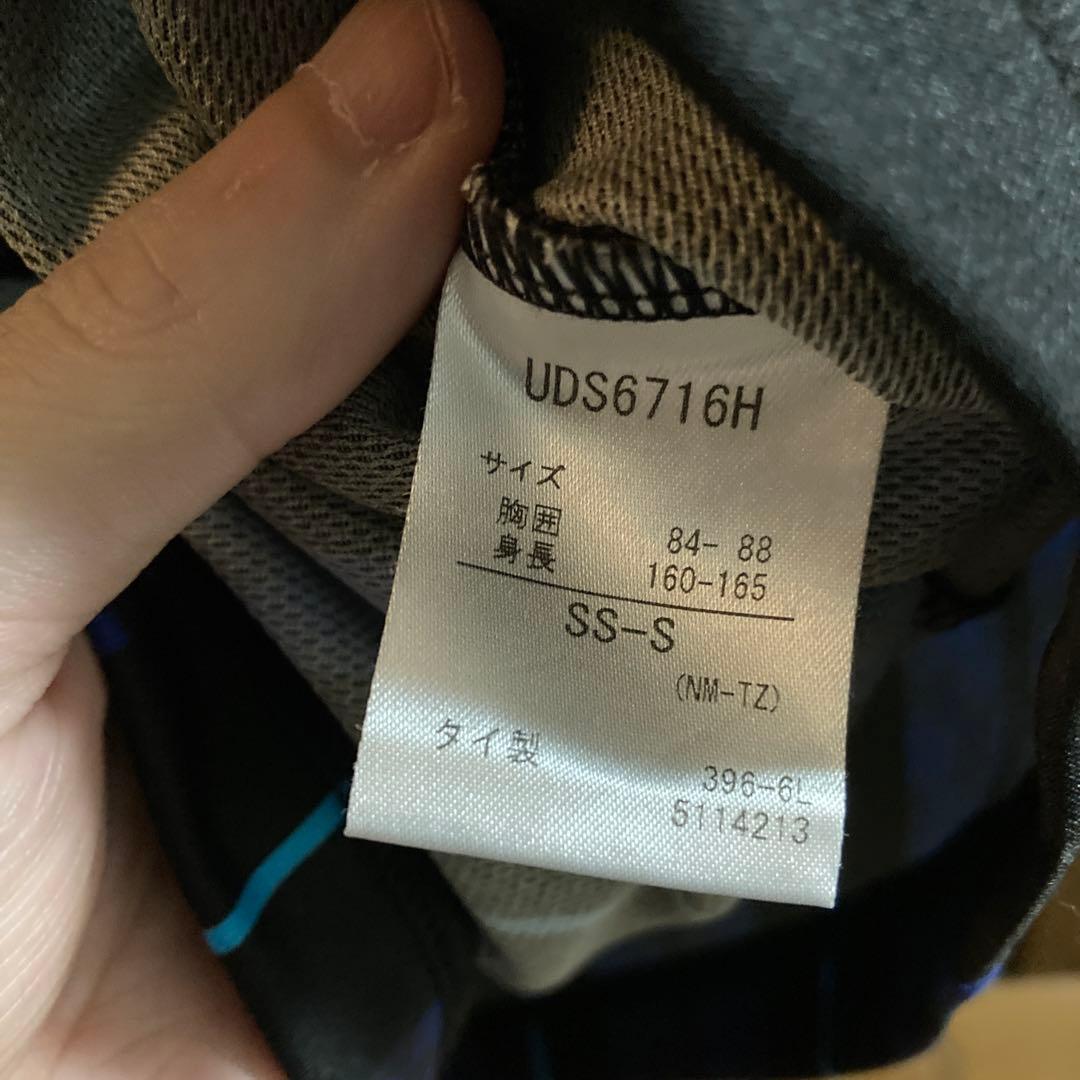 UDS6716H
サイズ
胸囲 84- 88
身長 160-165
SS-S
(NM-TZ)
タイ製
396-6L
5114213